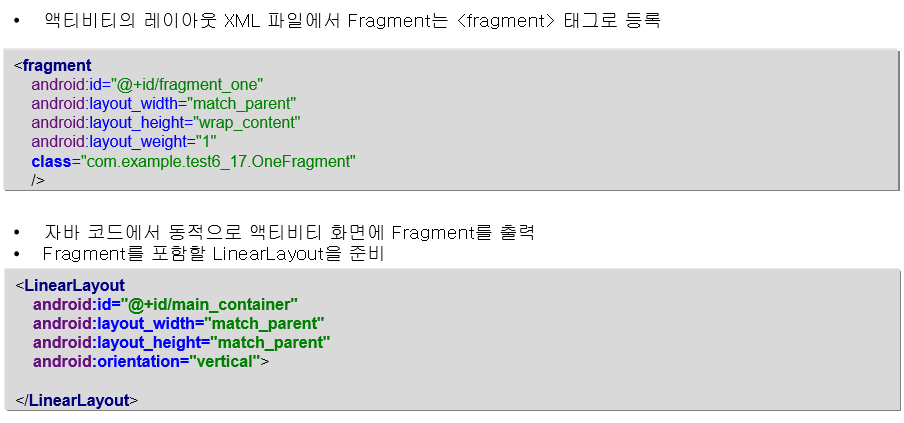 • 액티비티의 레이아웃 XML 파일에서 Fragment는 <fragment> 태그로 등록
<fragment
android:id="@+id/fragment_one"
android:layout_width="match_parent"
android:layout_height="wrap_content"
android:layout_weight="1"
class="com.example.test6_17.OneFragment"
/>
• 자바 코드에서 동적으로 액티비티 화면에 Fragment를 출력
• Fragment를 포함할 LinearLayout을 준비
<LinearLayout
android:id="@+id/main_container"
android:layout_width="match_parent"
android:layout_height="match_parent"
android:orientation="vertical">
</LinearLayout>